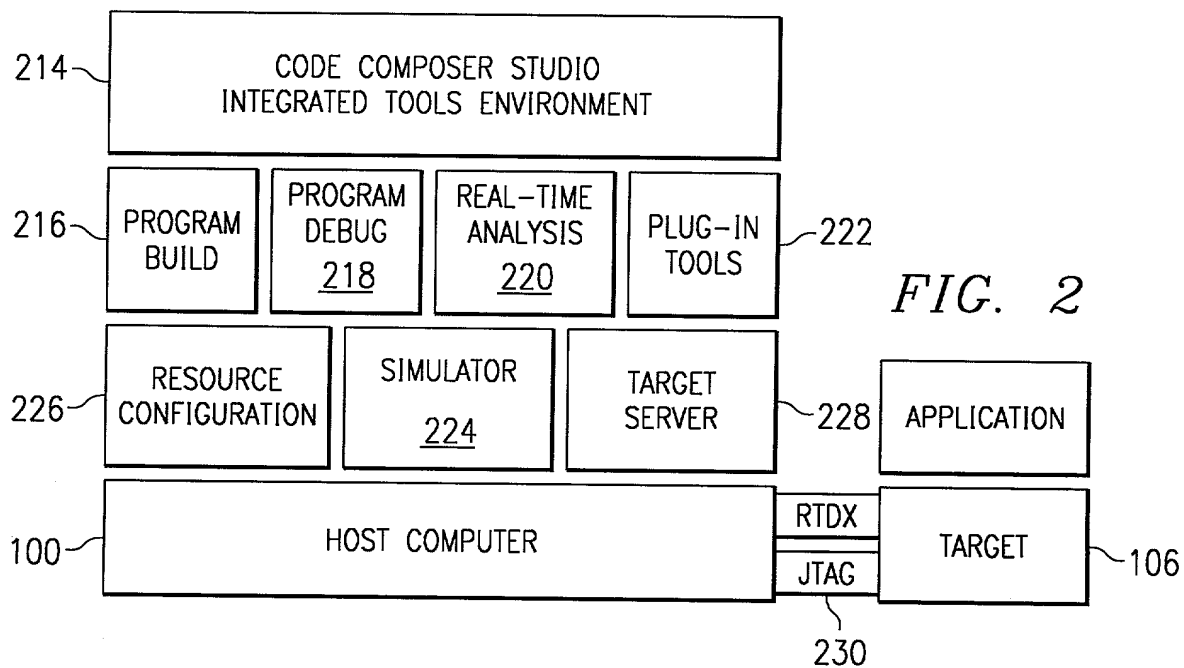 214
CODE COMPOSER STUDIO
INTEGRATED TOOLS ENVIRONMENT
216
PROGRAM
BUILD
PROGRAM
DEBUG
218
REAL-TIME
ANALYSIS
220
PLUG-IN
TOOLS
222
FIG. 2
226
RESOURCE
CONFIGURATION
SIMULATOR
224
TARGET
SERVER
228
APPLICATION
100
HOST COMPUTER
RTDX
JTAG
230
TARGET
106